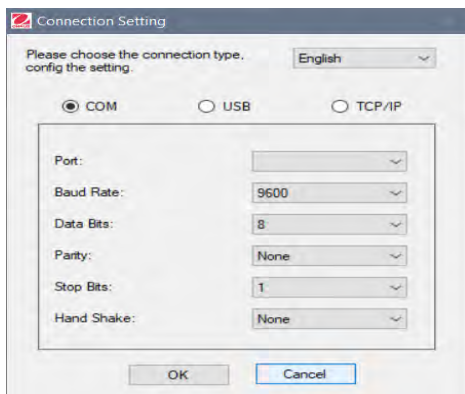 Connection Setting
Please choose the connection type,
config the setting.
English
COM USB TCP/IP
Port:
Baud Rate: 9600
Data Bits: 8
Parity: None
Stop Bits: 1
Hand Shake: None
OK Cancel